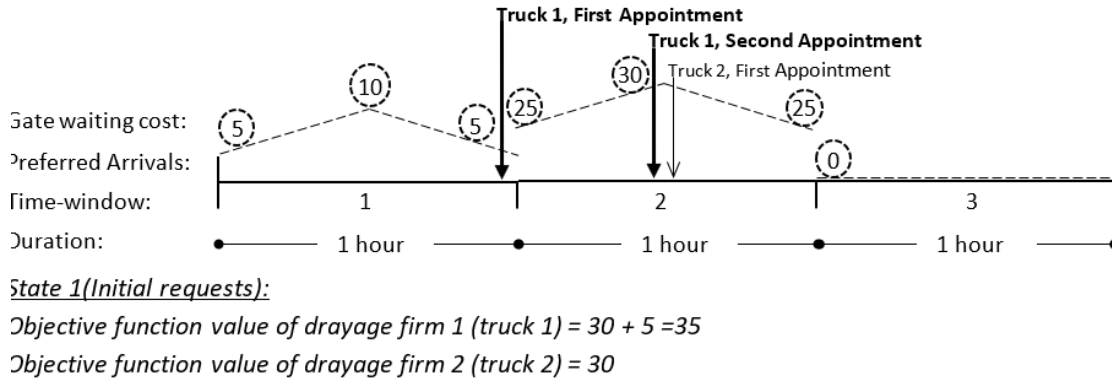 Truck 1, First Appointment
Truck 1, Second Appointment
Truck 2, First Appointment
10
30
5
5
25
25
Gate waiting cost:
0
Preferred Arrivals:
Time-window:
1
2
3
Duration:
1 hour
1 hour
1 hour
State 1(Initial requests):
Objective function value of drayage firm 1 (truck 1) = 30 + 5 =35
Objective function value of drayage firm 2 (truck 2) = 30